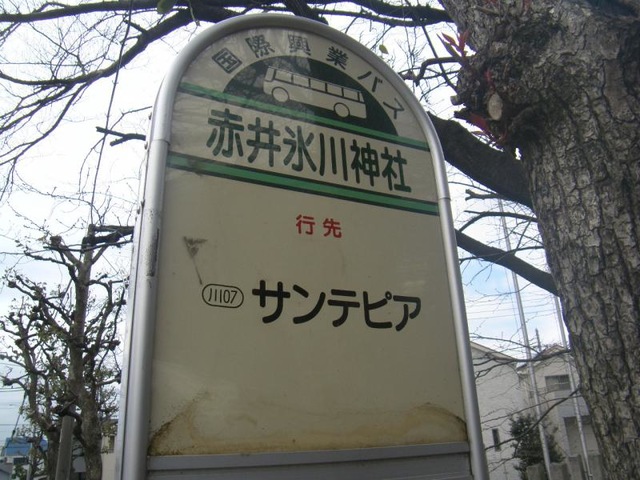 国際興業バス
赤井氷川神社
行先
川107 サンテピア